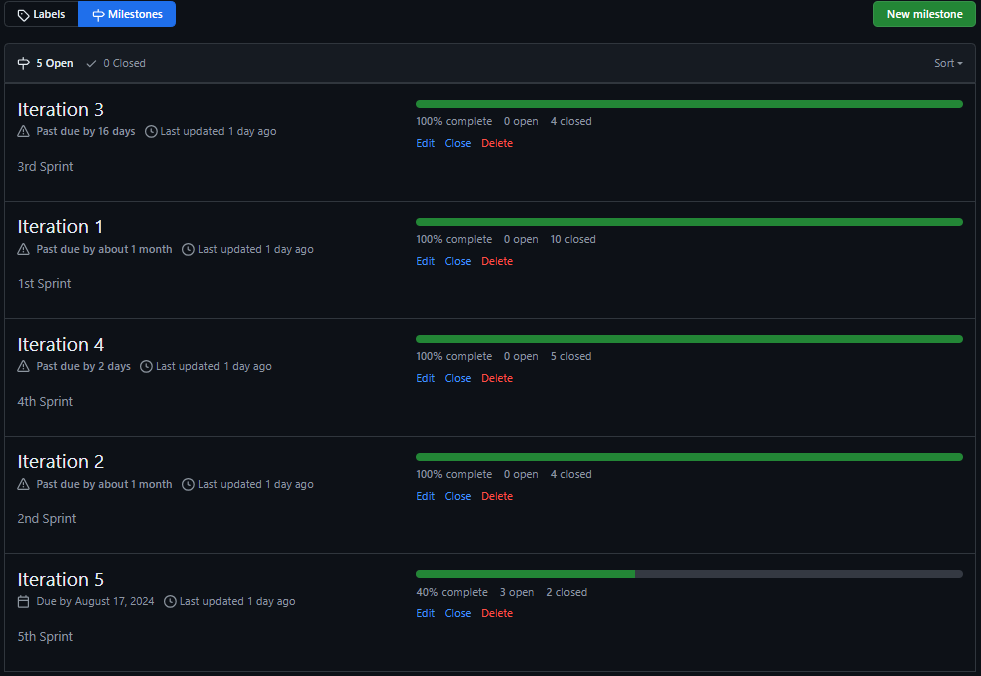 Labels Milestones New milestone
5 Open 0 Closed Sort
Iteration 3
Past due by 16 days Last updated 1 day ago
3rd Sprint
100% complete 0 open 4 closed
Edit Close Delete
Iteration 1
Past due by about 1 month Last updated 1 day ago
1st Sprint
100% complete 0 open 10 closed
Edit Close Delete
Iteration 4
Past due by 2 days Last updated 1 day ago
4th Sprint
100% complete 0 open 5 closed
Edit Close Delete
Iteration 2
Past due by about 1 month Last updated 1 day ago
2nd Sprint
100% complete 0 open 4 closed
Edit Close Delete
Iteration 5
Due by August 17, 2024 Last updated 1 day ago
5th Sprint
40% complete 3 open 2 closed
Edit Close Delete